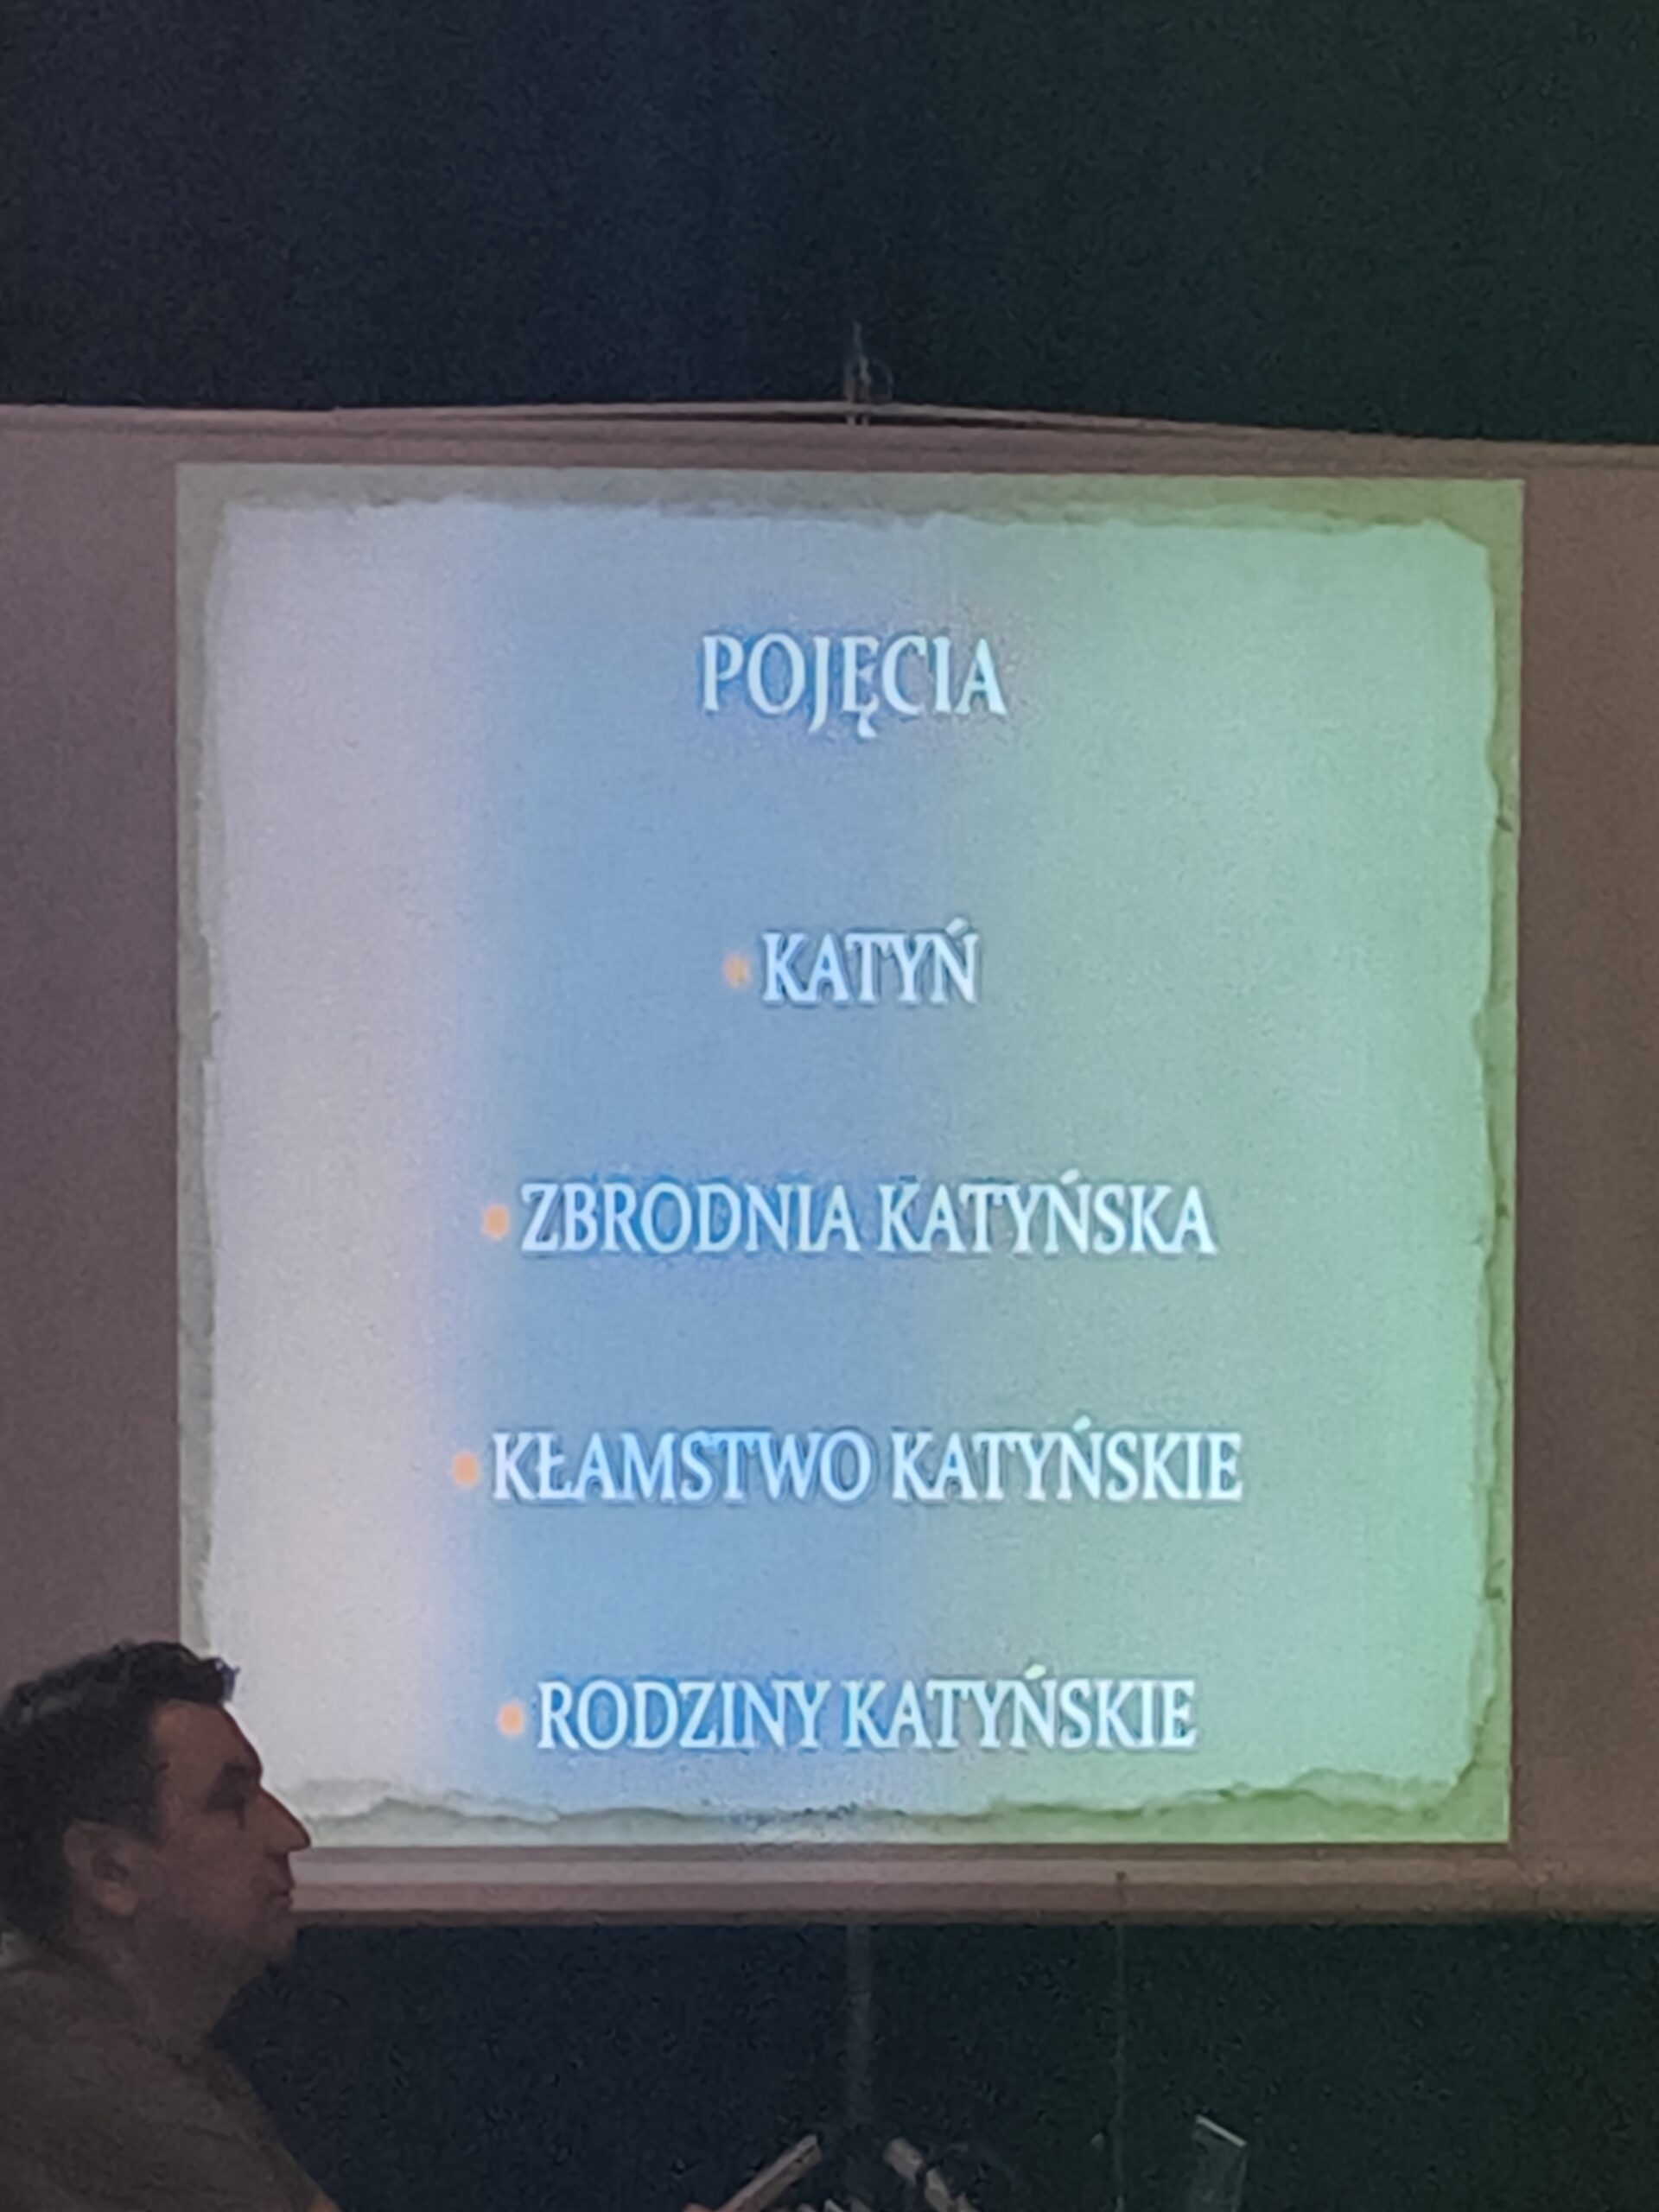 POJĘCIA
• KATYŃ
• ZBRODNIA KATYŃSKA
• KŁAMSTWO KATYŃSKIE
• RODZINY KATYŃSKIE